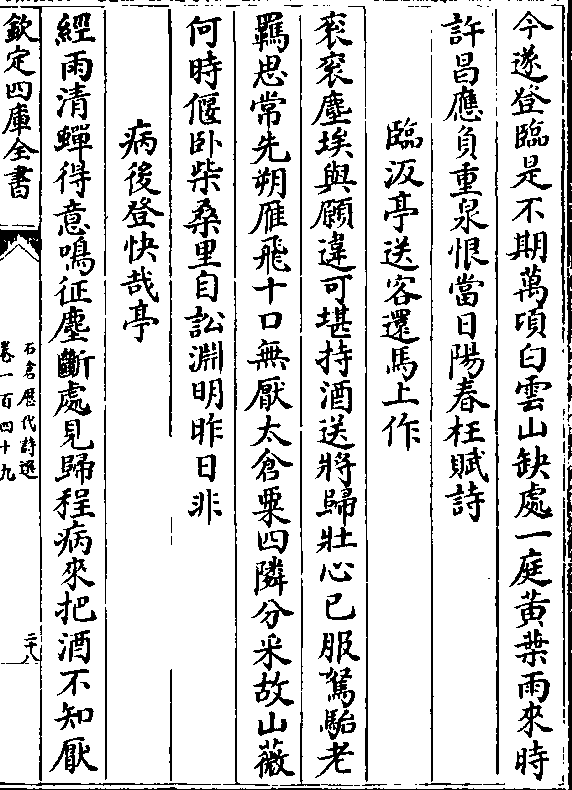 今遂登臨是不期萬頃白雲山缺處一庭黃葉雨來時
許昌應負重泉恨當日陽春枉賦詩
臨汳亭送客還馬上作
衮衮塵埃與願違可堪持酒送將歸壯心已服駑駘老
羈思常先朔雁飛十口無厭太倉粟四隣分采故山薇
何時偃卧柴桑里自訟淵明昨日非
病後登快哉亭
經雨清蟬得意鳴征塵斷處見歸程病來把酒不知厭
欽定四庫全書
石倉歷代詩選
卷一百四十九
二十八